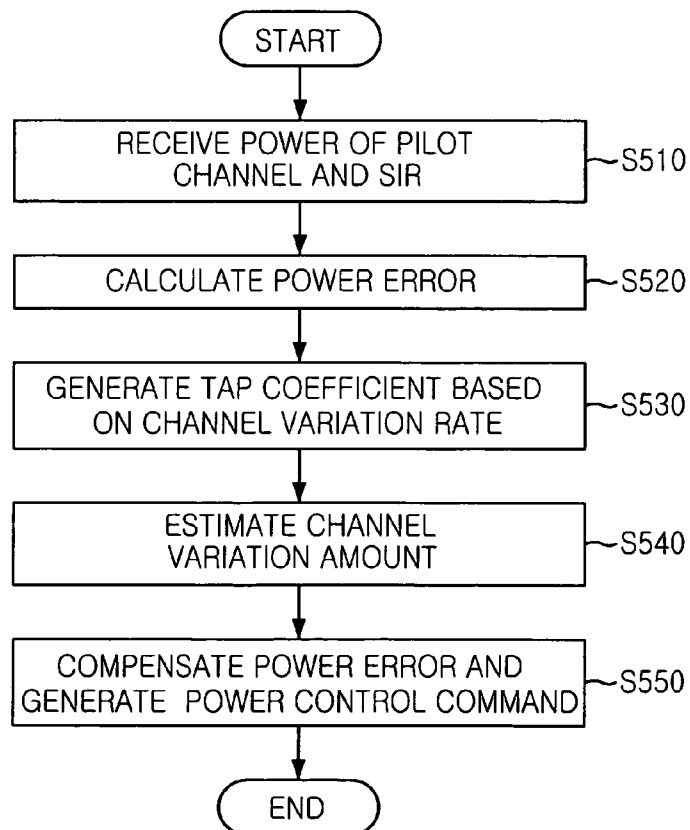 START
RECEIVE POWER OF PILOT
CHANNEL AND SIR
S510
CALCULATE POWER ERROR
S520
GENERATE TAP COEFFICIENT BASED
ON CHANNEL VARIATION RATE
S530
ESTIMATE CHANNEL
VARIATION AMOUNT
S540
COMPENSATE POWER ERROR AND
GENERATE POWER CONTROL COMMAND
S550
END